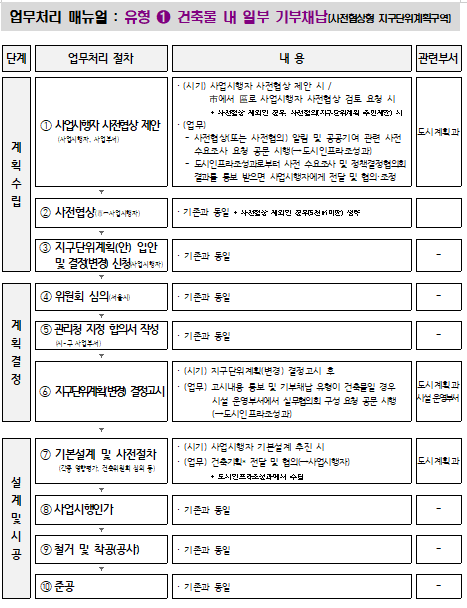 업무처리 매뉴얼 : 유형 ❶ 건축물 내 일부 기부채납(사전협상형 지구단위계획구역)
단계 업무처리 절차 내 용 관련부서
계획수립
① 사업시행자 사전협상 제안
(사업시행자, 사업부서)
· (시기) 사업시행자 사전협상 제안 시 /
市에서 區로 사업시행자 사전협상 검토 요청 시
* 사전협상 제외된 경우, 사전협의(지구단위계획 주민제안) 시
· (업무)
- 사전협상(또는 사전협의) 알림 및 공공기여 관련 사전
수요조사 요청 공문 시행(→도시인프라조성과)
- 도시인프라조성과로부터 사전 수요조사 및 정책결정협의회
결과를 통보 받으면 사업시행자에게 전달 및 협의·조정
도시계획과
② 사전협상(市↔사업시행자)
· 기존과 동일 * 사전협상 제외된 경우(5천㎡미만) 생략
③ 지구단위계획(안) 입안
및 결정(변경) 신청(사업시행자)
· 기존과 동일
-
계획결정
④ 위원회 심의(서울시)
· 기존과 동일
-
⑤ 관리청 지정 협의서 작성
(시-구 사업부서)
· 기존과 동일
-
⑥ 지구단위계획(변경) 결정고시
· (시기) 지구단위계획(변경) 결정고시 후
· (업무) 고시내용 통보 및 기부채납 유형이 건축물일 경우
시설 운영부서에서 실무협의회 구성 요청 공문 시행
(→도시인프라조성과)
도시계획과
시설 운영부서
설계 및 시공
⑦ 기본설계 및 사전절차
(각종 영향평가, 건축위원회 심의 등)
· (시기) 사업시행자 기본설계 추진 시
· (업무) 건축기획* 전달 및 협의(↔사업시행자)
* 도시인프라조성과에서 수립
도시계획과
⑧ 사업시행인가
· 기존과 동일
-
⑨ 철거 및 착공(공사)
· 기존과 동일
-
⑩ 준공
· 기존과 동일
-